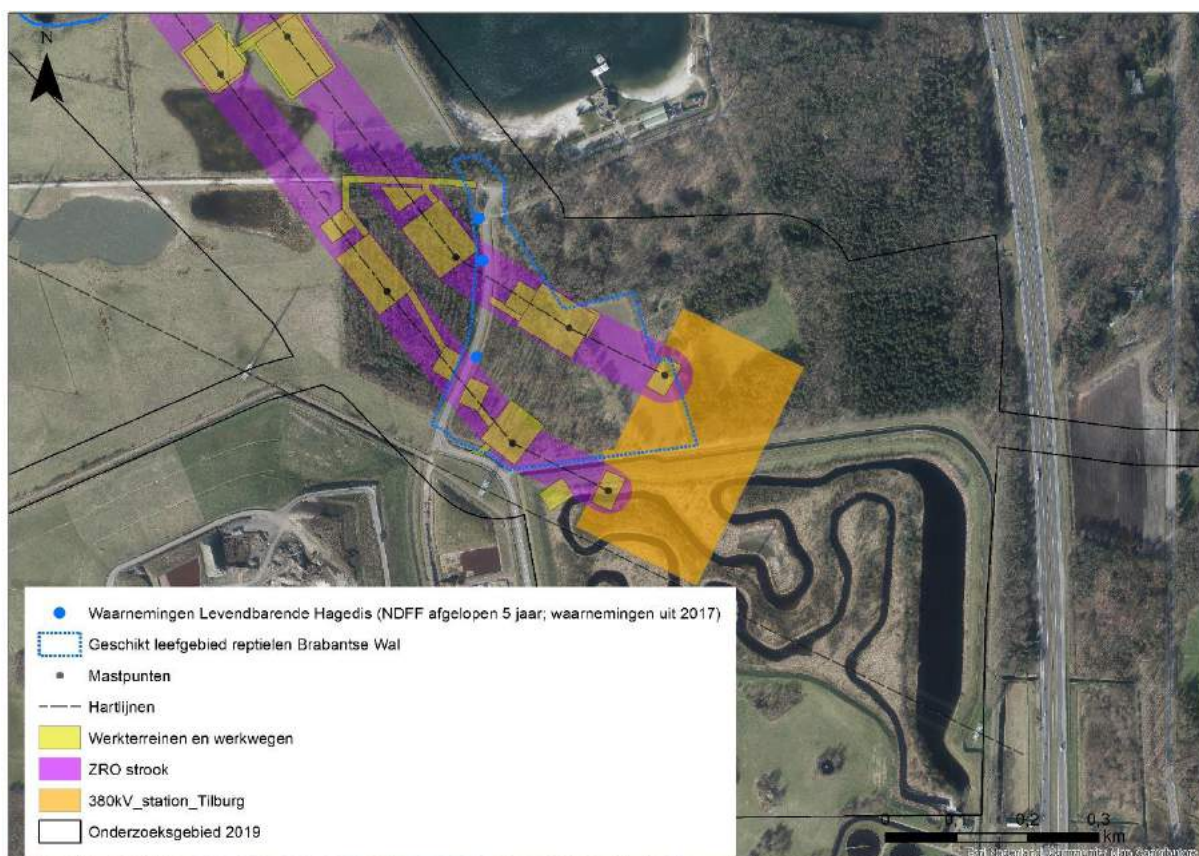 N
Waarnemingen Levendbarende Hagedis (NDFF afgelopen 5 jaar; waarnemingen uit 2017)
Geschikt leefgebied reptielen Brabantse Wal
Mastpunten
Hartlijnen
Werkterreinen en werkwegen
ZRO strook
380kV_station_Tilburg
Onderzoeksgebied 2019
0 0,1 0,2 0,3
km